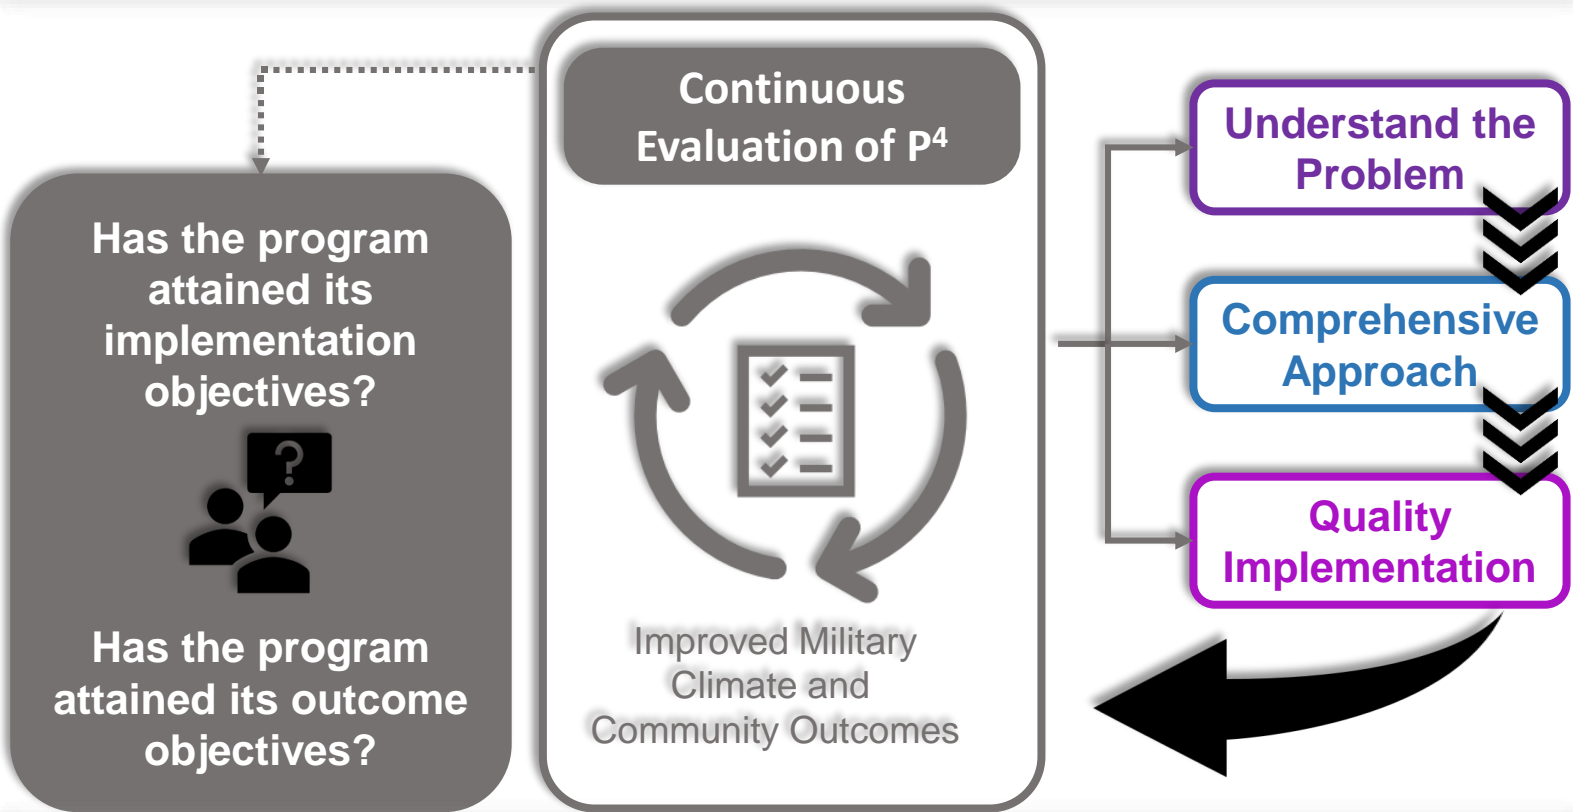 Has the program
attained its
implementation
objectives?
?
Has the program
attained its outcome
objectives?
Continuous
Evaluation of P⁴
Improved Military
Climate and
Community Outcomes
Understand the
Problem
Comprehensive
Approach
Quality
Implementation